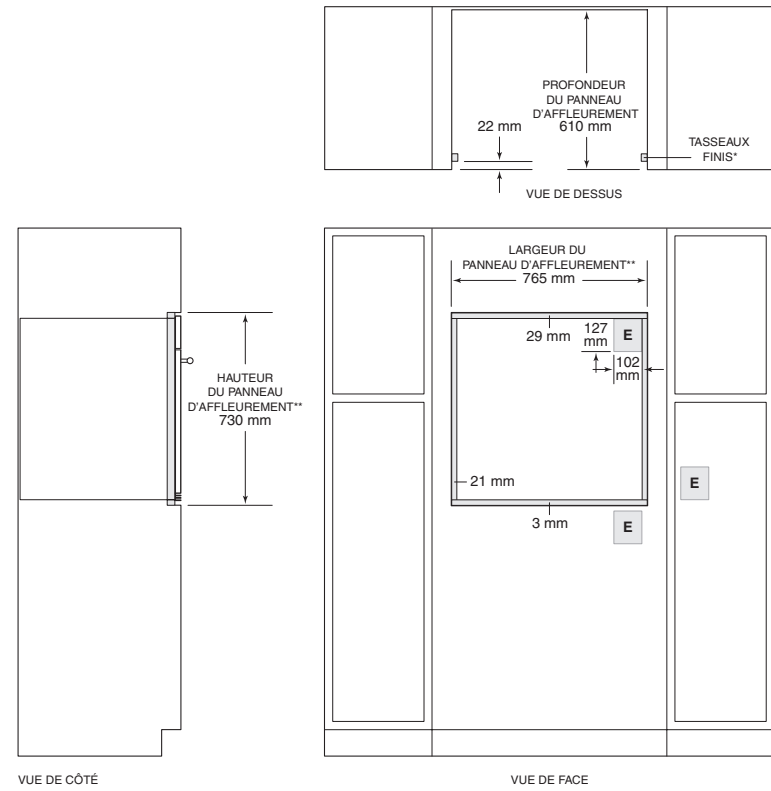 PROFONDEUR
DU PANNEAU
D'AFFLEUREMENT
610 mm
22 mm
TASSEAUX
FINIS*
VUE DE DESSUS
LARGEUR DU
PANNEAU D'AFFLEUREMENT**
765 mm
29 mm
127
mm
E
102
mm
HAUTEUR
DU PANNEAU
D'AFFLEUREMENT**
730 mm
21 mm
E
3 mm
E
VUE DE CÔTÉ
VUE DE FACE